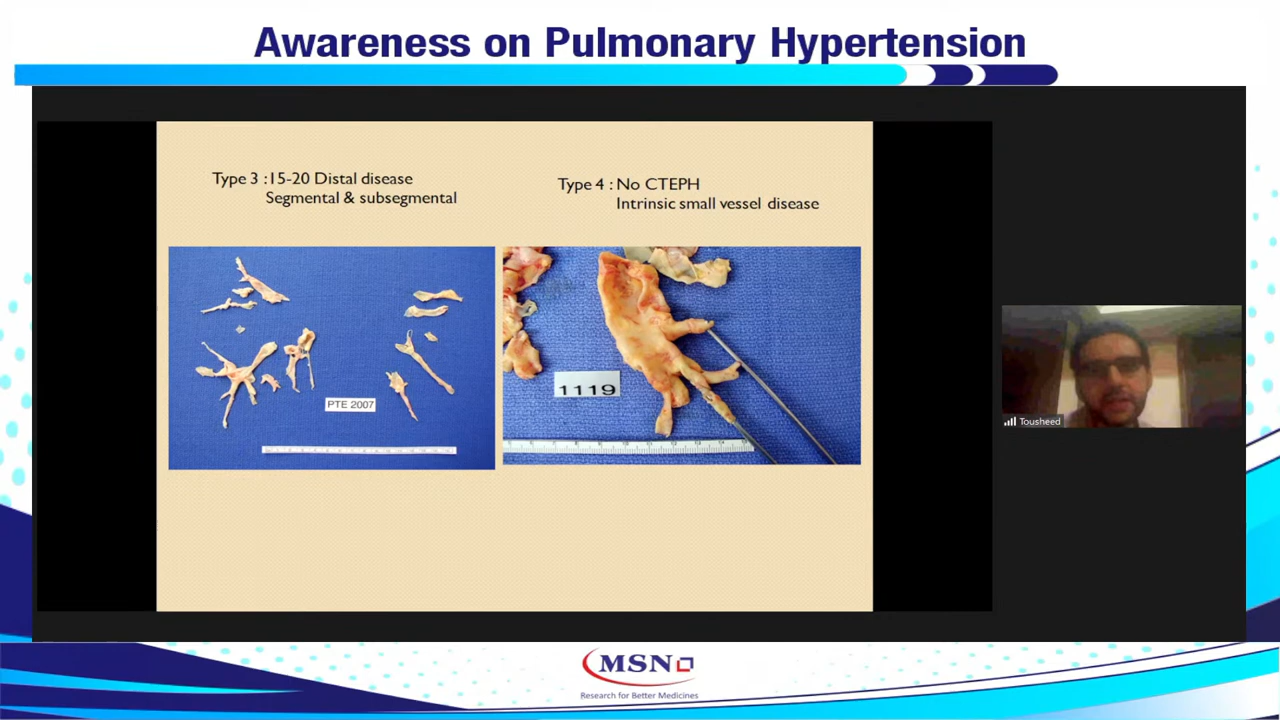 Awareness on Pulmonary Hypertension
Type 3 :15-20 Distal disease
Segmental & subsegmental
Type 4 : No CTEPH
Intrinsic small vessel disease
PTE 2007
1119
Tousheed
MSN
Research for Better Medicines